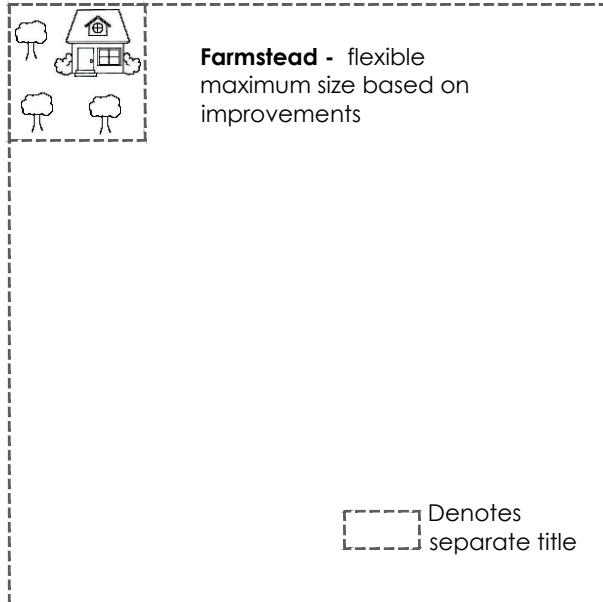 Farmstead - flexible
maximum size based on
improvements
Denotes
separate title